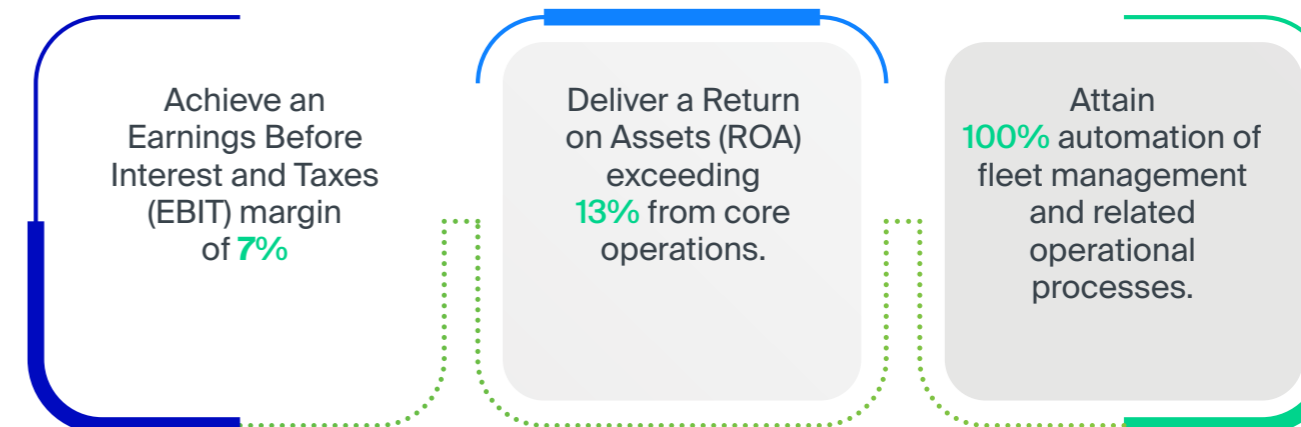 Achieve an
Earnings Before
Interest and Taxes
(EBIT) margin
of 7%
Deliver a Return
on Assets (ROA)
exceeding
13% from core
operations.
Attain
100% automation of
fleet management
and related
operational
processes.